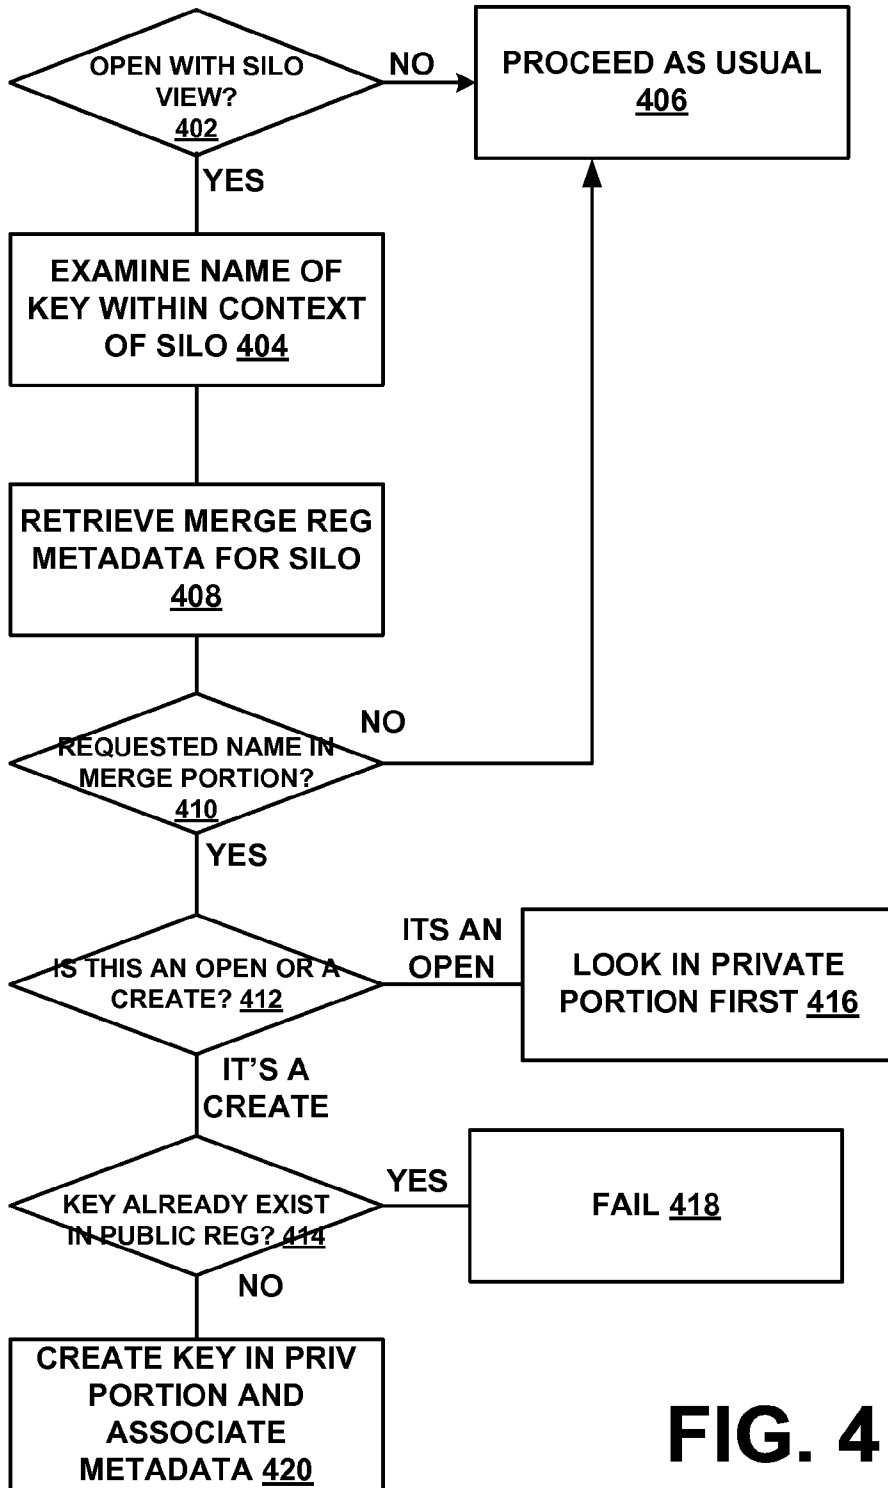 OPEN WITH SILO
VIEW?
402
NO
PROCEED AS USUAL
406
YES
EXAMINE NAME OF
KEY WITHIN CONTEXT
OF SILO 404
RETRIEVE MERGE REG
METADATA FOR SILO
408
REQUESTED NAME IN
MERGE PORTION?
410
NO
YES
IS THIS AN OPEN OR A
CREATE? 412
ITS AN
OPEN
LOOK IN PRIVATE
PORTION FIRST 416
IT'S A
CREATE
KEY ALREADY EXIST
IN PUBLIC REG? 414
YES
FAIL 418
NO
CREATE KEY IN PRIV
PORTION AND
ASSOCIATE
METADATA 420
FIG. 4